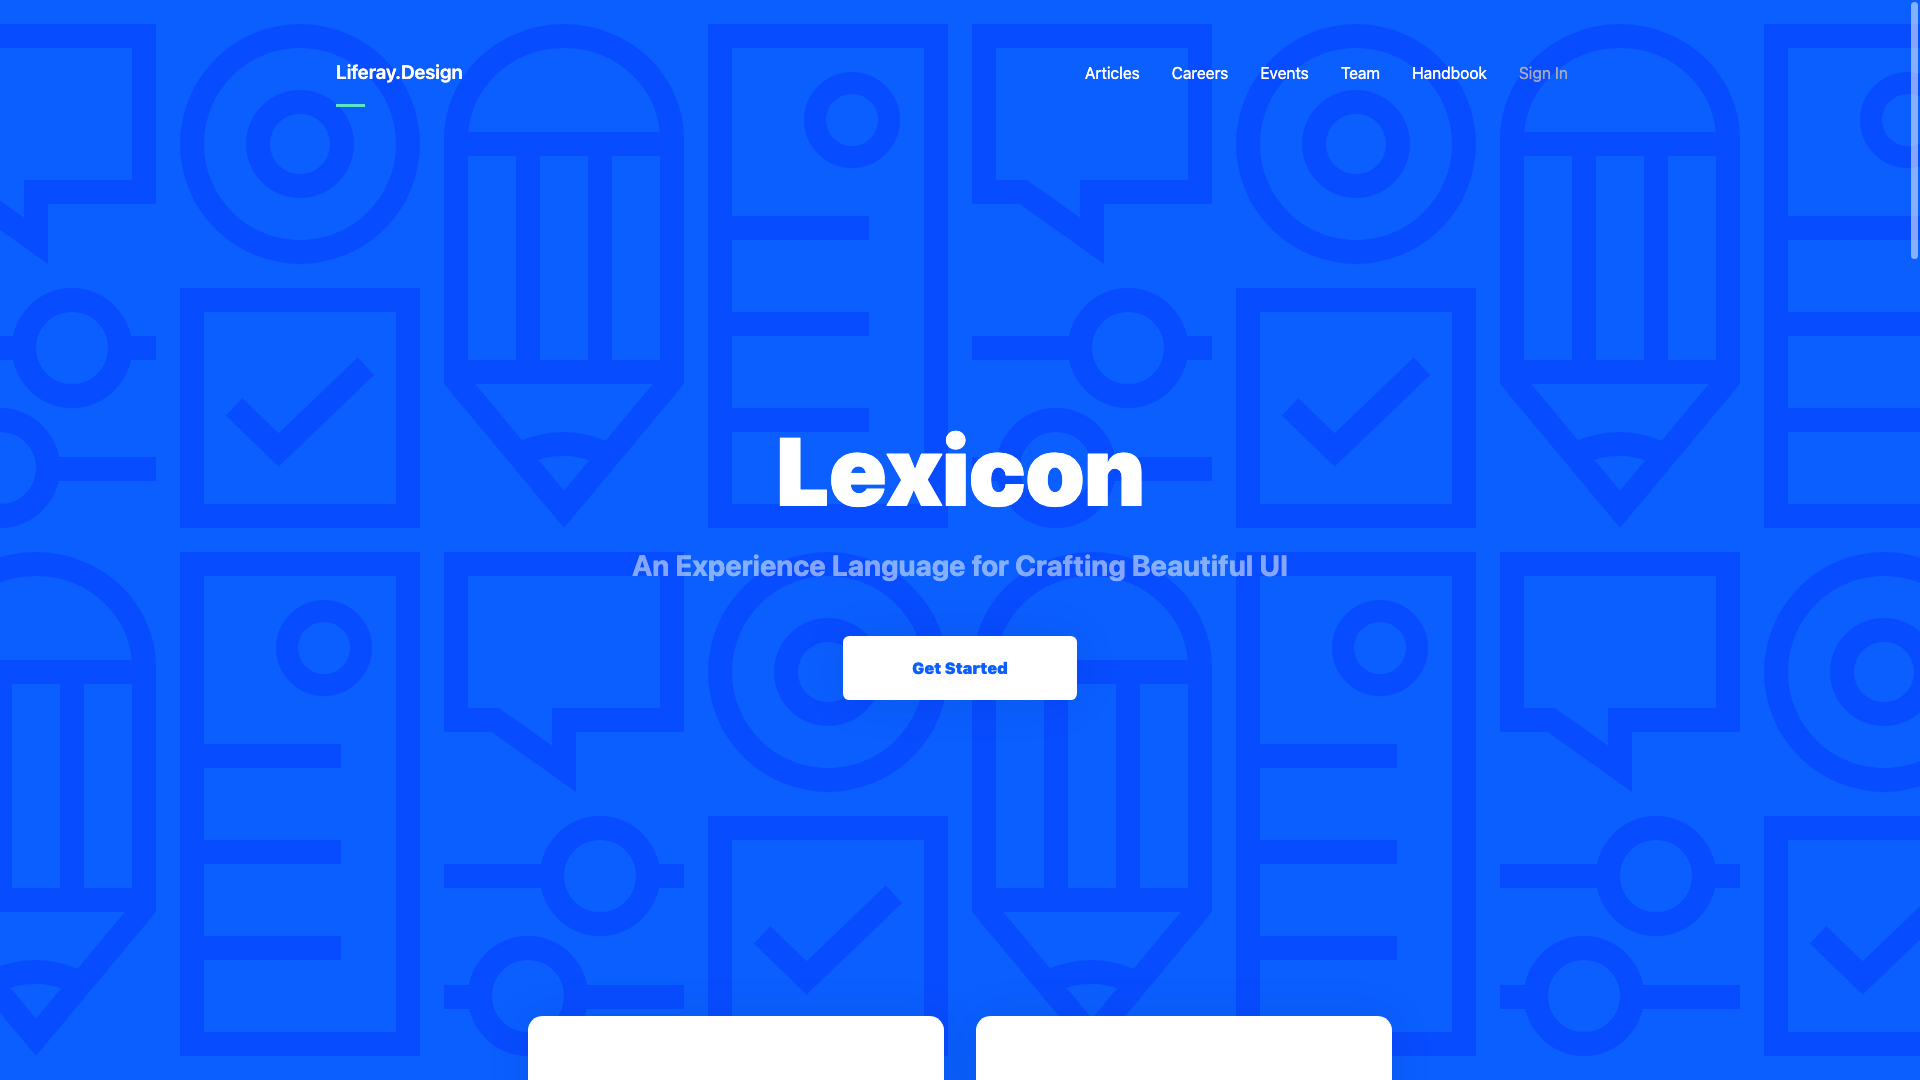 Liferay.Design
Articles Careers Events Team Handbook Sign In
Lexicon
An Experience Language for Crafting Beautiful UI
Get Started